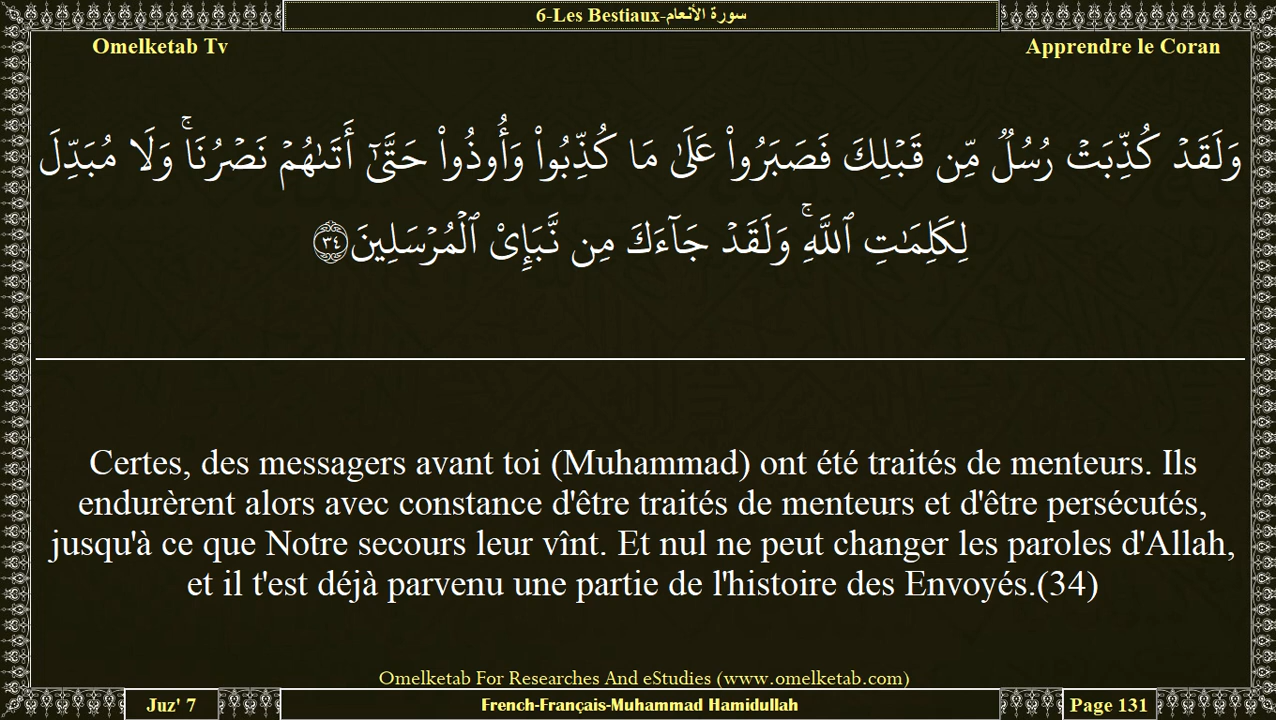 6-Les Bestiaux-سورة الأنعام
Omelketab Tv
Apprendre le Coran
وَلَقَدْ كُذِّبَتْ رُسُلٌ مِّن قَبْلِكَ فَصَبَرُوا۟ عَلَىٰ مَا كُذِّبُوا۟ وَأُوذُوا۟ حَتَّىٰٓ أَتَىٰهُمْ نَصْرُنَا ۚ وَلَا مُبَدِّلَ
لِكَلِمَـٰتِ ٱللَّهِ ۚ وَلَقَدْ جَآءَكَ مِن نَّبَإِى۟ ٱلْمُرْسَلِينَ ٣٤
Certes, des messagers avant toi (Muhammad) ont été traités de menteurs. Ils
endurèrent alors avec constance d'être traités de menteurs et d'être persécutés,
jusqu'à ce que Notre secours leur vînt. Et nul ne peut changer les paroles d'Allah,
et il t'est déjà parvenu une partie de l'histoire des Envoyés.(34)
Omelketab For Researches And eStudies (www.omelketab.com)
Juz' 7
French-Français-Muhammad Hamidullah
Page 131